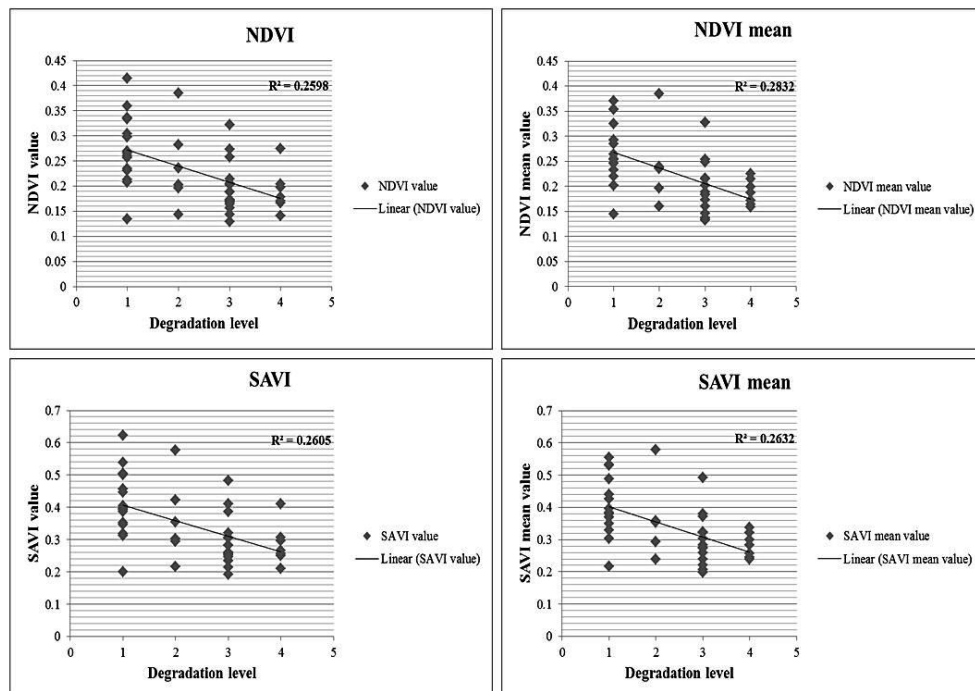 NDVI
R² = 0.2598
NDVI value
0.45
0.4
0.35
0.3
0.25
0.2
0.15
0.1
0.05
0
0 1 2 3 4 5
Degradation level
NDVI value
Linear (NDVI value)
NDVI mean
R² = 0.2832
NDVI mean value
0.45
0.4
0.35
0.3
0.25
0.2
0.15
0.1
0.05
0
0 1 2 3 4 5
Degradation level
NDVI mean value
Linear (NDVI mean value)
SAVI
R² = 0.2605
SAVI value
0.7
0.6
0.5
0.4
0.3
0.2
0.1
0
0 1 2 3 4 5
Degradation level
SAVI value
Linear (SAVI value)
SAVI mean
R² = 0.2632
SAVI mean value
0.7
0.6
0.5
0.4
0.3
0.2
0.1
0
0 1 2 3 4 5
Degradation level
SAVI mean value
Linear (SAVI mean value)